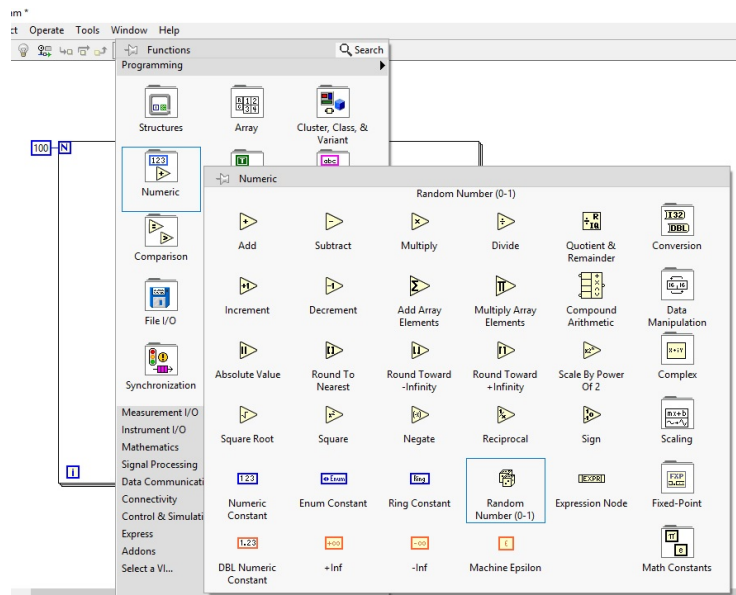 am *
ct Operate Tools Window Help
Functions
Search
Programming
Structures
Array
Cluster, Class, &
Variant
100
N
i
Numeric
Comparison
File I/O
Synchronization
Measurement I/O
Instrument I/O
Mathematics
Signal Processing
Data Communicati
Connectivity
Control & Simulati
Express
Addons
Select a VI...
Numeric
Random Number (0-1)
Add
Subtract
Multiply
Divide
Quotient &
Remainder
Conversion
Increment
Decrement
Add Array
Elements
Multiply Array
Elements
Compound
Arithmetic
Data
Manipulation
Absolute Value
Round To
Nearest
Round Toward
-Infinity
Round Toward
+Infinity
Scale By Power
Of 2
Complex
Square Root
Square
Negate
Reciprocal
Sign
Scaling
Numeric
Constant
Enum Constant
Ring Constant
Random
Number (0-1)
Expression Node
Fixed-Point
DBL Numeric
Constant
+Inf
-Inf
Machine Epsilon
Math Constants